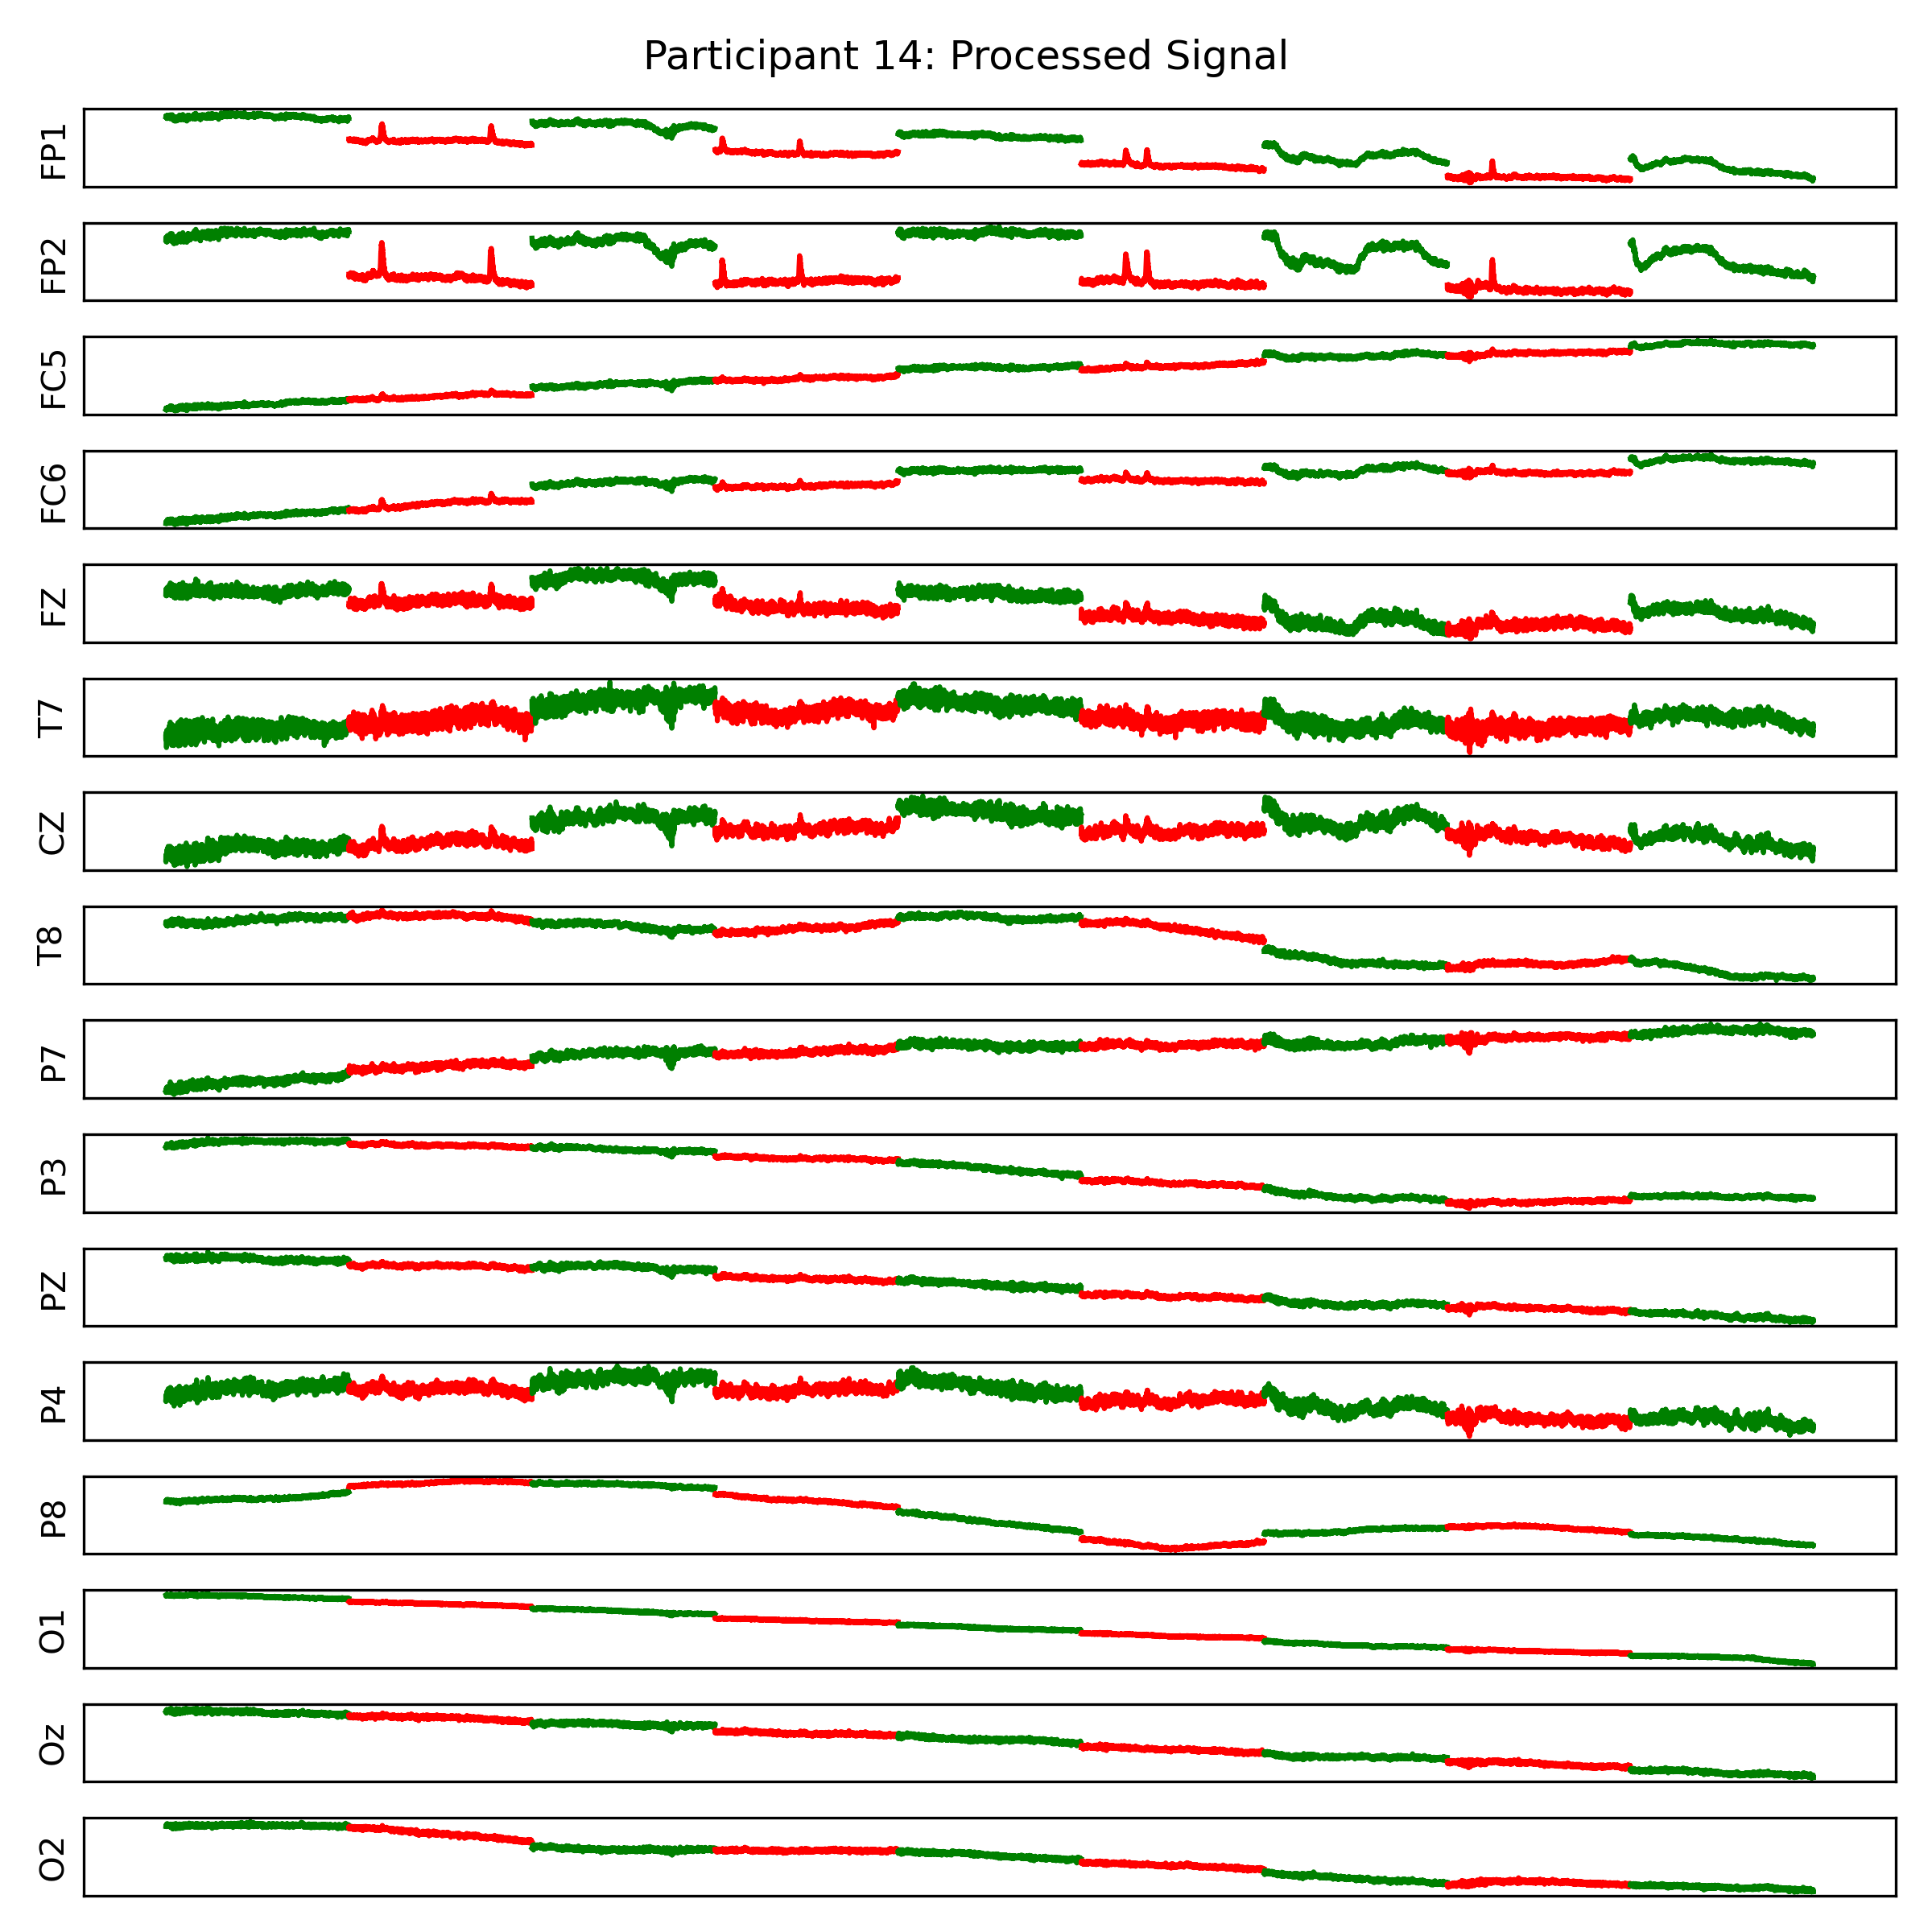 Participant 14: Processed Signal
FP1
FP2
FC5
FC6
FZ
T7
CZ
T8
P7
P3
PZ
P4
P8
O1
Oz
O2